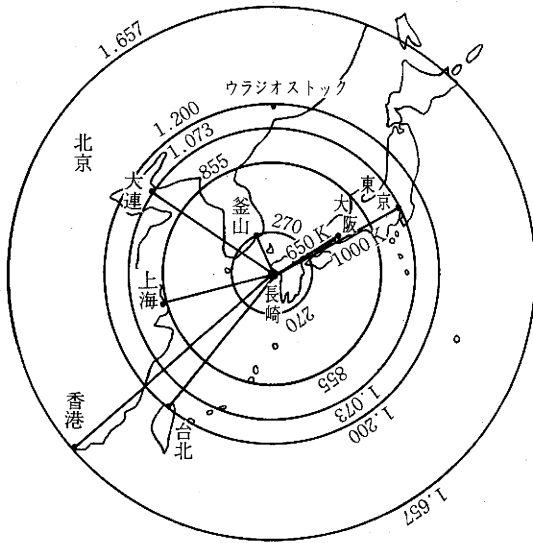 1.657
ウラジオストック
1.200
1.073
855
北京
大連
釜山
270
650 K
大阪
東京
1000 K
長崎
270
上海
855
1.073
1.200
香港
台北
1.657